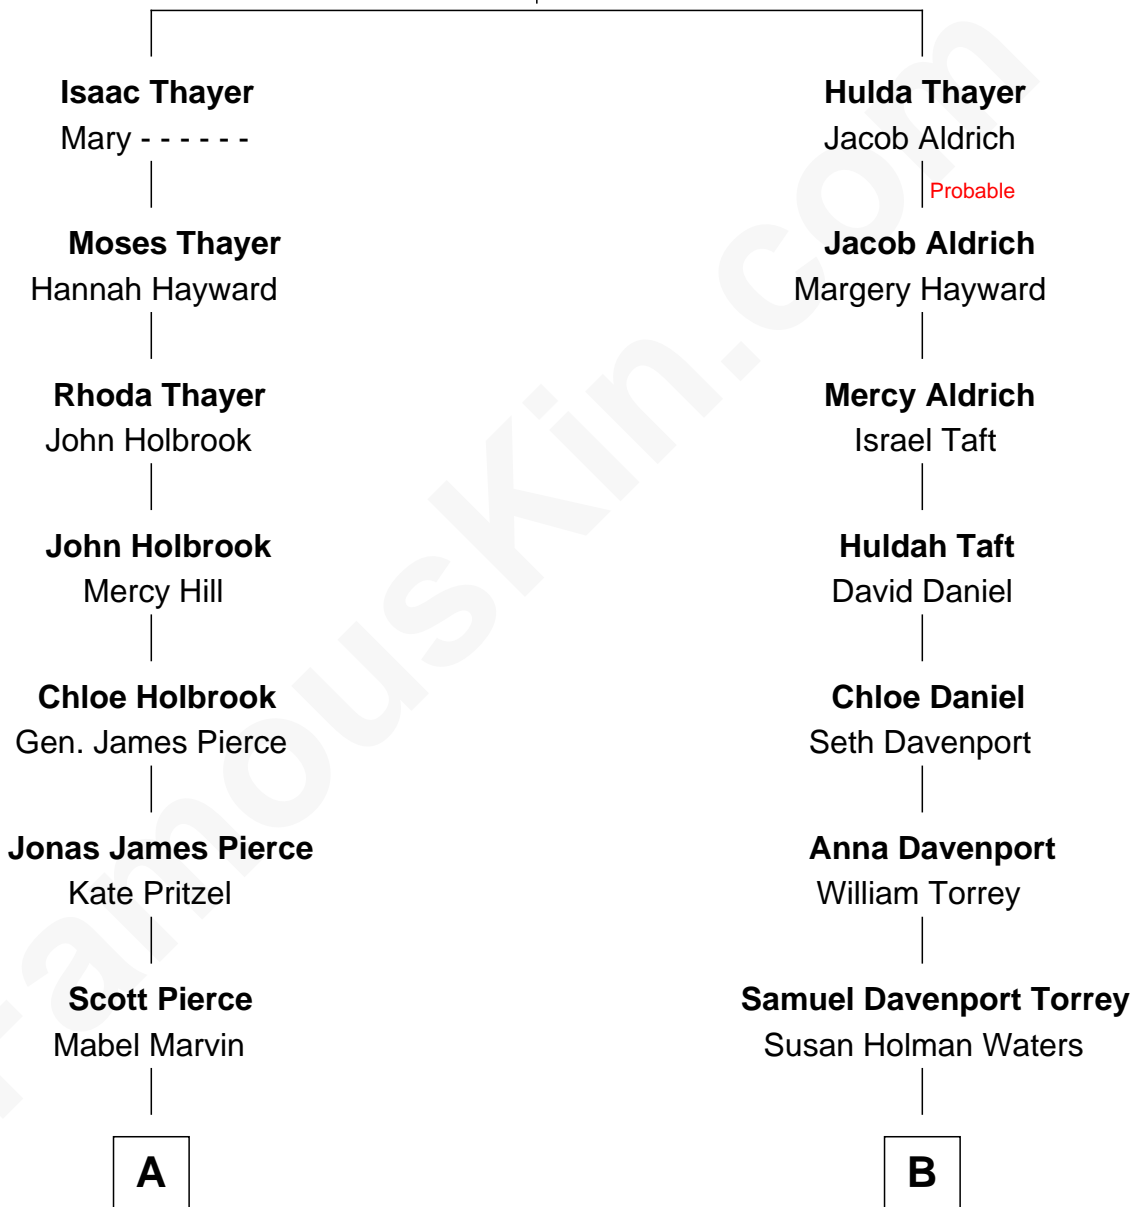 Isaac Thayer
Mary - - - - - -
Moses Thayer
Hannah Hayward
Rhoda Thayer
John Holbrook
John Holbrook
Mercy Hill
Chloe Holbrook
Gen. James Pierce
Jonas James Pierce
Kate Pritzel
Scott Pierce
Mabel Marvin
A
Hulda Thayer
Jacob Aldrich
Probable
Jacob Aldrich
Margery Hayward
Mercy Aldrich
Israel Taft
Huldah Taft
David Daniel
Chloe Daniel
Seth Davenport
Anna Davenport
William Torrey
Samuel Davenport Torrey
Susan Holman Waters
B
FamousKin.com